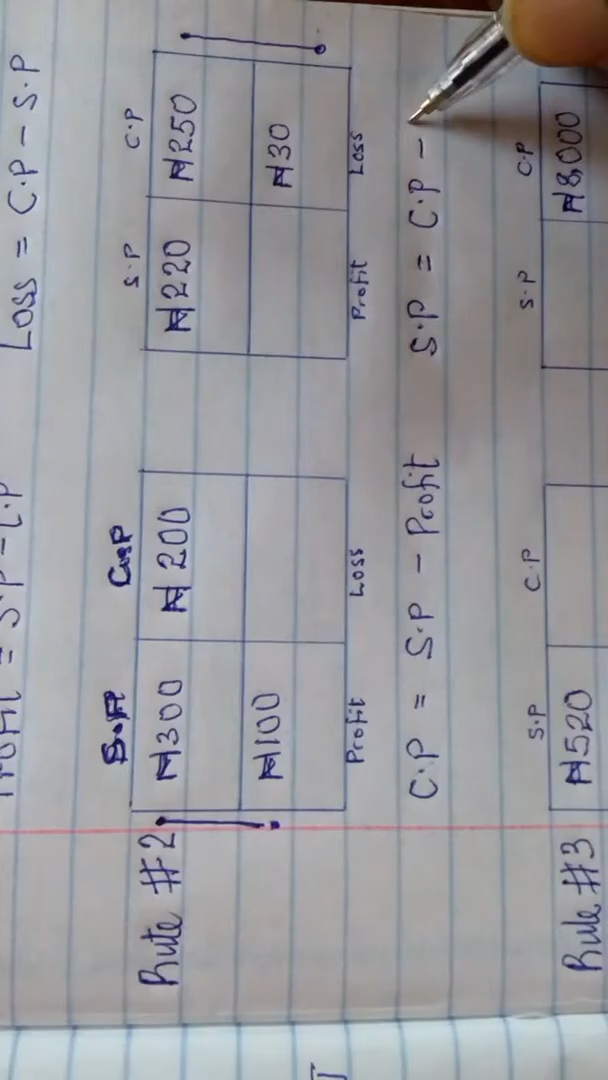 Profit = S.P - C.P Loss = C.P - S.P
S.P C.P S.P C.P
Rule #2 ₦300 ₦200 ₦220 ₦250
₦100 ₦30
Profit Loss Profit Loss
C.P = S.P - Profit S.P = C.P -
S.P C.P S.P C.P
Rule #3 ₦520 ₦8,000